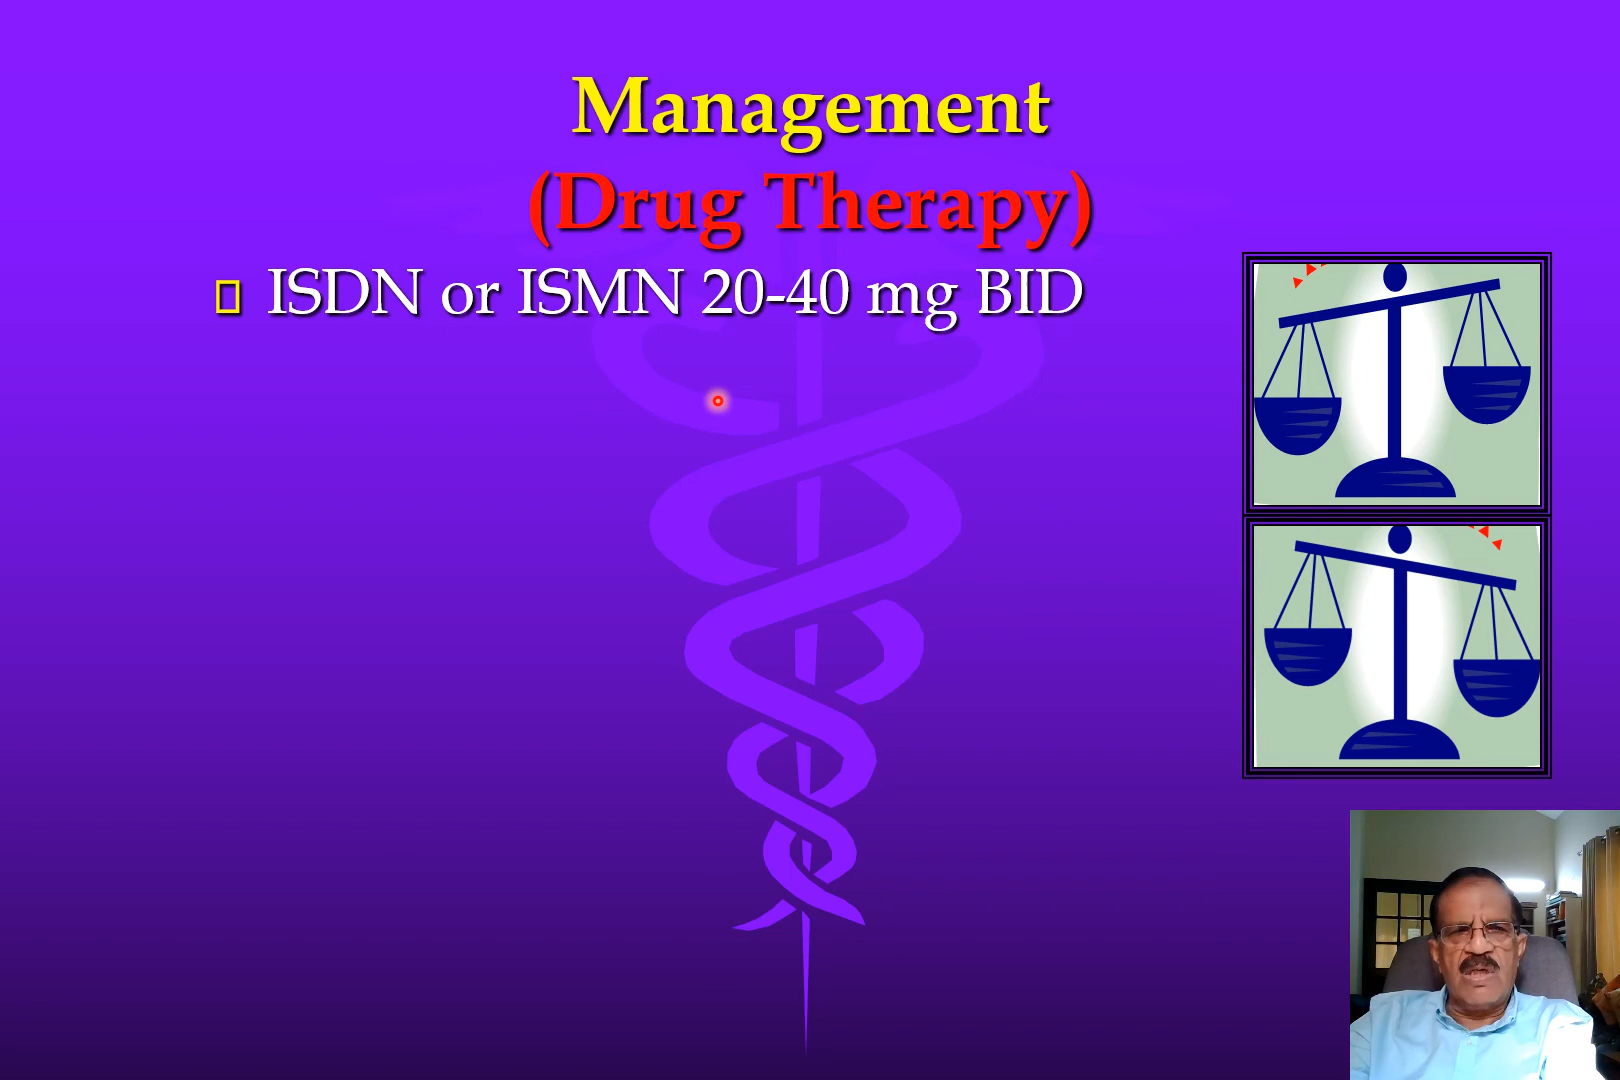 Management
(Drug Therapy)
ISDN or ISMN 20-40 mg BID